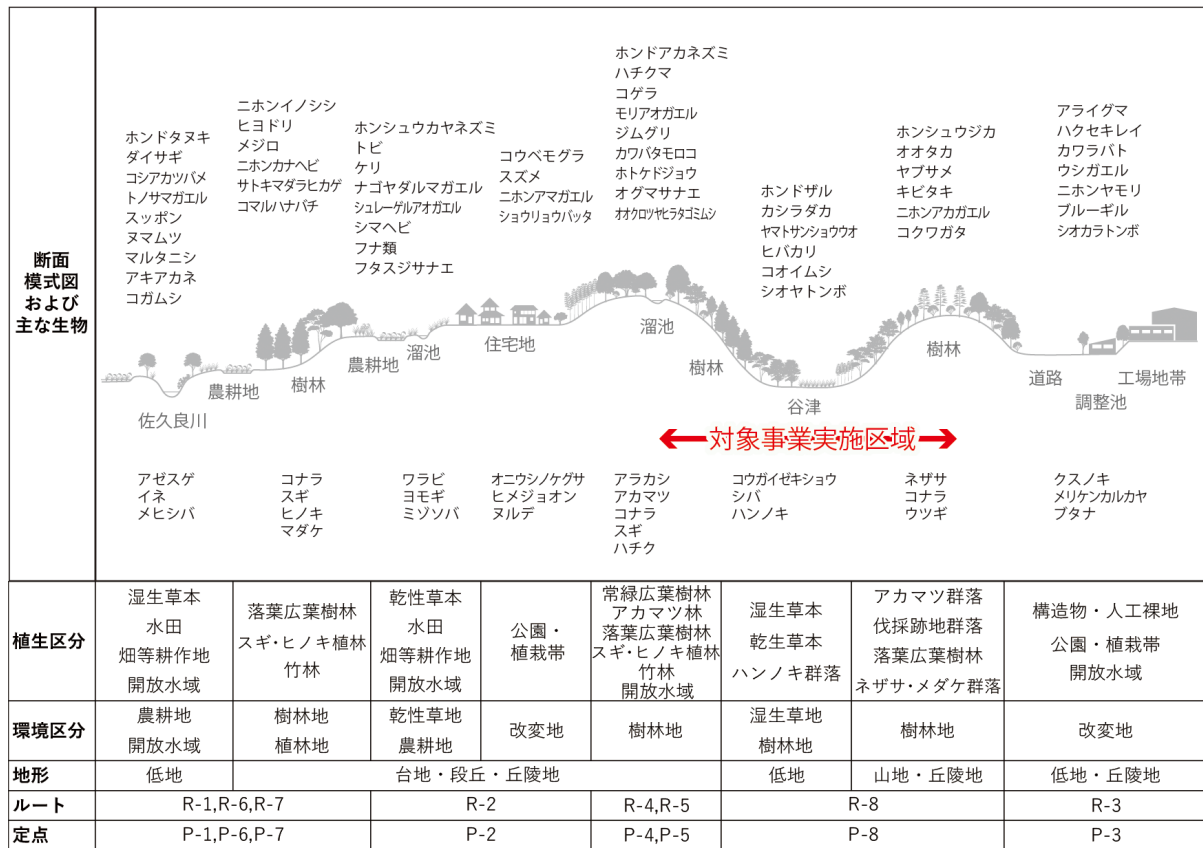 断面
模式図
および
主な生物
ホンドタヌキ
ダイサギ
コシアカツバメ
トノサマガエル
スッポン
ヌマムツ
マルタニシ
アキアカネ
コガムシ
ニホンイノシシ
ヒヨドリ
メジロ
ニホンカナヘビ
サトキマダラヒカゲ
コマルハナバチ
ホンシュウカヤネズミ
トビ
ケリ
ナゴヤダルマガエル
シュレーゲルアオガエル
シマヘビ
フナ類
フタスジサナエ
コウベモグラ
スズメ
ニホンアマガエル
ショウリョウバッタ
ホンドアカネズミ
ハチクマ
コゲラ
モリアオガエル
ジムグリ
カワバタモロコ
ホトケドジョウ
オグマサナエ
オオクロツヤヒラタゴミムシ
ホンドザル
カシラダカ
ヤマトサンショウウオ
ヒバカリ
コオイムシ
シオヤトンボ
ホンシュウジカ
オオタカ
ヤブサメ
キビタキ
ニホンアカガエル
コクワガタ
アライグマ
ハクセキレイ
カワラバト
ウシガエル
ニホンヤモリ
ブルーギル
シオカラトンボ
佐久良川
農耕地
樹林
農耕地
溜池
住宅地
溜池
樹林
谷津
樹林
道路
調整池
工場地帯
対象事業実施区域
アゼスゲ
イネ
メヒシバ
コナラ
スギ
ヒノキ
マダケ
ワラビ
ヨモギ
ミゾソバ
オニウシノケグサ
ヒメジョオン
ヌルデ
アラカシ
アカマツ
コナラ
スギ
ハチク
コウガイゼキショウ
シバ
ハンノキ
ネザサ
コナラ
ウツギ
クスノキ
メリケンカルカヤ
ブタナ
植生区分
湿生草本
水田
畑等耕作地
開放水域
落葉広葉樹林
スギ・ヒノキ植林
竹林
乾性草本
水田
畑等耕作地
開放水域
公園・
植栽帯
常緑広葉樹林
アカマツ林
落葉広葉樹林
スギ・ヒノキ植林
竹林
開放水域
湿生草本
乾生草本
ハンノキ群落
アカマツ群落
伐採跡地群落
落葉広葉樹林
ネザサ・メダケ群落
構造物・人工裸地
公園・植栽帯
開放水域
環境区分
農耕地
開放水域
樹林地
植林地
乾性草地
農耕地
改変地
樹林地
湿生草地
樹林地
樹林地
改変地
地形
低地
台地・段丘・丘陵地
低地
山地・丘陵地
低地・丘陵地
ルート
R-1,R-6,R-7
R-2
R-4,R-5
R-8
R-3
定点
P-1,P-6,P-7
P-2
P-4,P-5
P-8
P-3